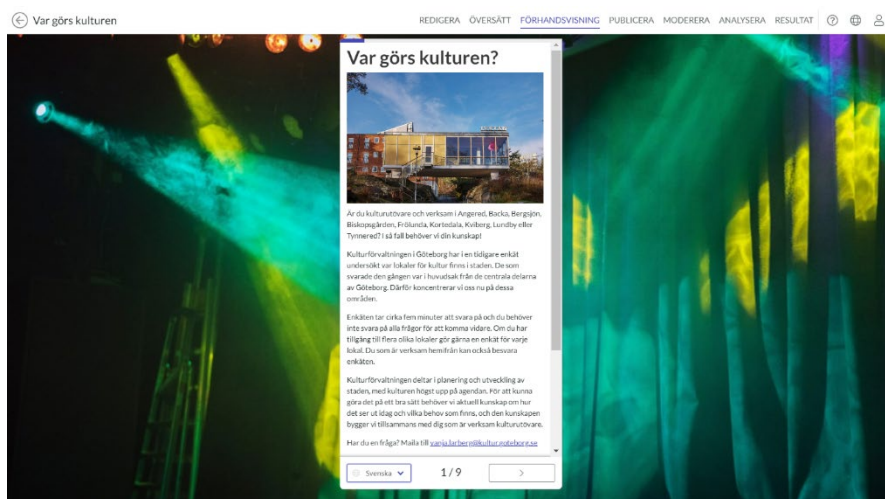 Var görs kulturen
REDIGERA ÖVERSÄTT FÖRHANDSVISNING PUBLICERA MODERERA ANALYSERA RESULTAT
Var görs kulturen?
Är du kulturutövare och verksam i Angered, Backa, Bergsjön,
Biskopsgården, Frölunda, Kortedala, Kviberg, Lundby eller
Tynnered? I så fall behöver vi din kunskap!
Kulturförvaltningen i Göteborg har i en tidigare enkät
undersökt var lokaler för kultur finns i staden. De som
svarade den gången var i huvudsak från de centrala delarna
av Göteborg. Därför koncentrerar vi oss nu på dessa
områden.
Enkäten tar cirka fem minuter att svara på och du behöver
inte svara på alla frågor för att komma vidare. Om du har
tillgång till flera olika lokaler gör gärna en enkät för varje
lokal. Du som är verksam hemifrån kan också besvara
enkäten.
Kulturförvaltningen deltar i planering och utveckling av
staden, med kulturen högst upp på agendan. För att kunna
göra det på ett bra sätt behöver vi aktuell kunskap om hur
det ser ut idag och vilka behov som finns, och den kunskapen
bygger vi tillsammans med dig som är verksam kulturutövare.
Har du en fråga? Maila till vanja.larberg@kultur.goteborg.se
Svenska 1 / 9